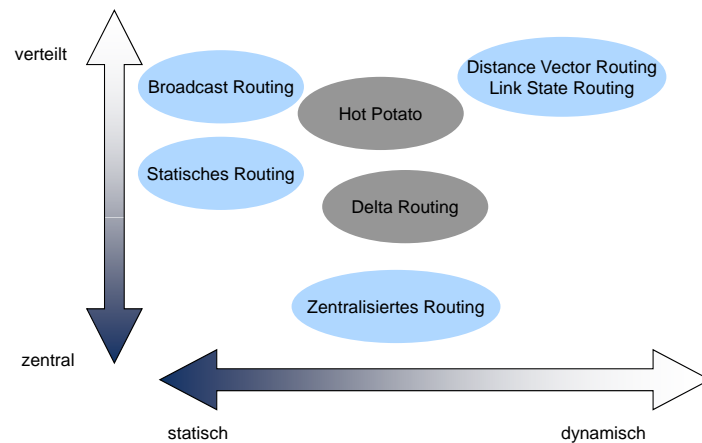 verteilt
Broadcast Routing
Distance Vector Routing
Link State Routing
Hot Potato
Statisches Routing
Delta Routing
Zentralisiertes Routing
zentral
statisch
dynamisch